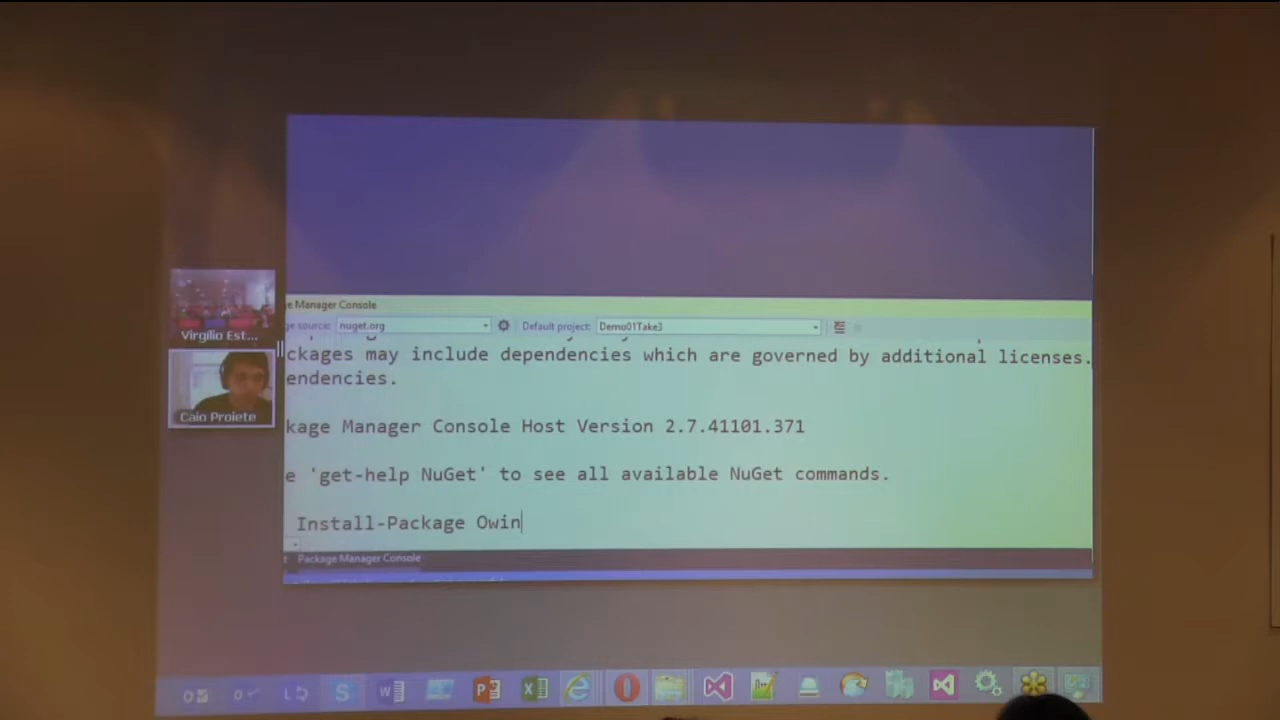 e Manager Console
ge source: nuget.org Default project: Demo01Take3
ckages may include dependencies which are governed by additional licenses.
endencies.
kage Manager Console Host Version 2.7.41101.371
e 'get-help NuGet' to see all available NuGet commands.
Install-Package Owin
Package Manager Console
Virgílio Est...
Caio Proiete